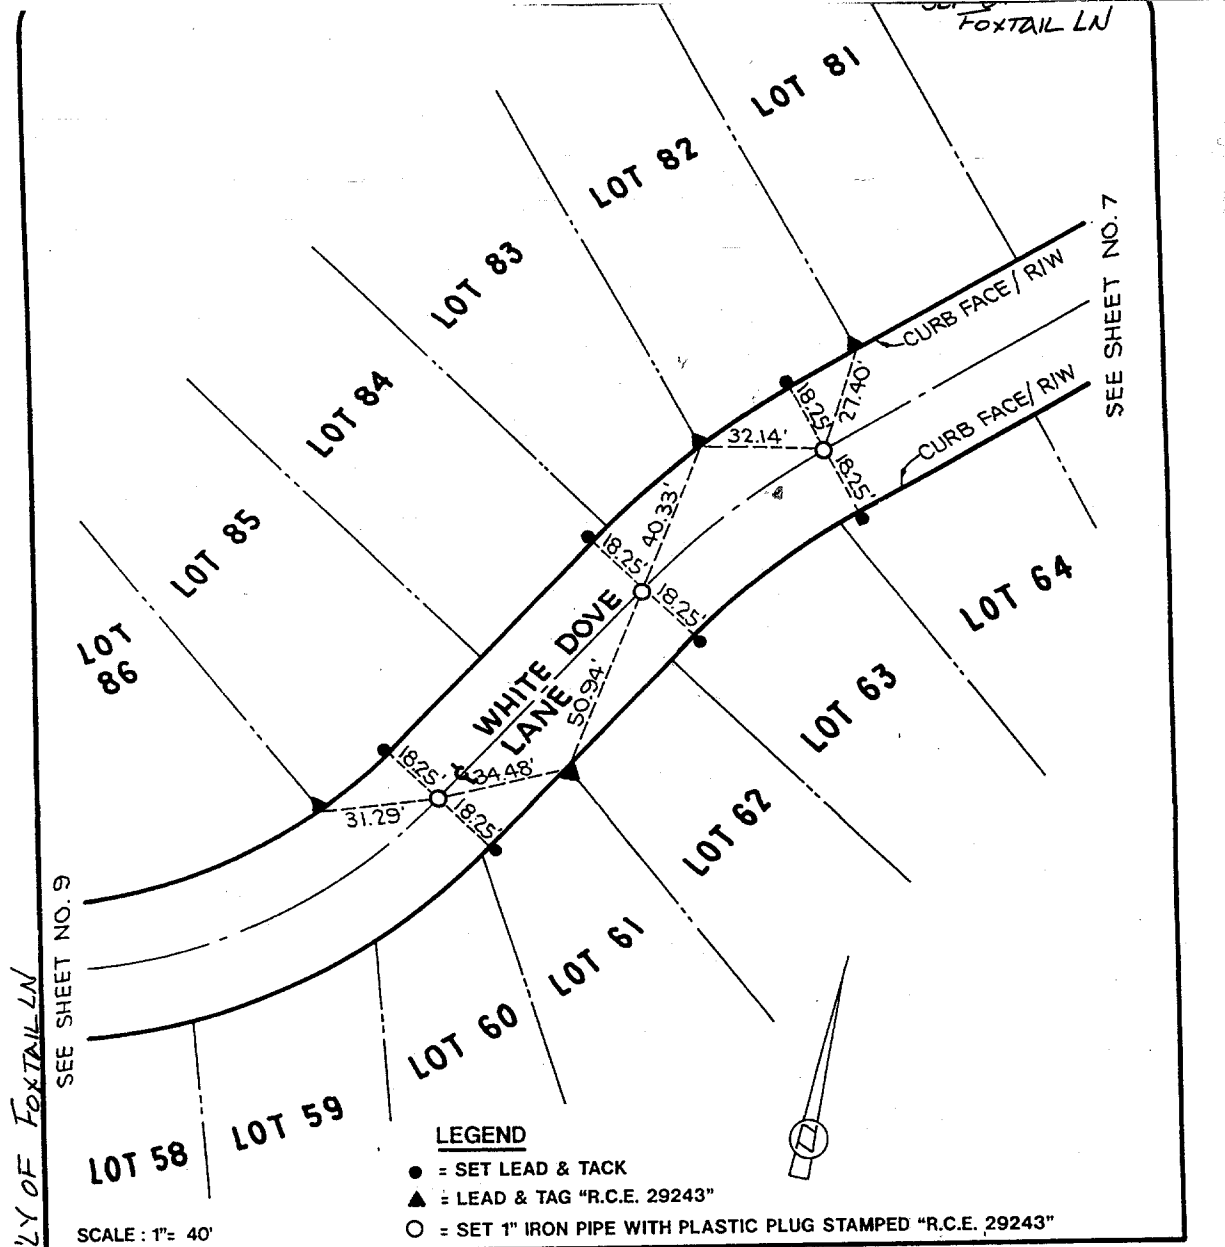 FOXTAIL LN
LOT 81
LOT 82
LOT 83
LOT 84
LOT 85
LOT
86
SEE SHEET NO. 7
CURB FACE / R/W
CURB FACE / R/W
18.25'
27.40'
32.14'
18.25'
40.33'
18.25'
18.25'
WHITE DOVE
LANE
50.94'
18.25'
34.48'
31.29'
18.25'
LOT 64
LOT 63
LOT 62
LOT 61
LOT 60
LOT 59
LOT 58
SEE SHEET NO. 9
'LY OF FOXTAIL LN
LEGEND
● = SET LEAD & TACK
▲ = LEAD & TAG "R.C.E. 29243"
○ = SET 1" IRON PIPE WITH PLASTIC PLUG STAMPED "R.C.E. 29243"
SCALE : 1"= 40'